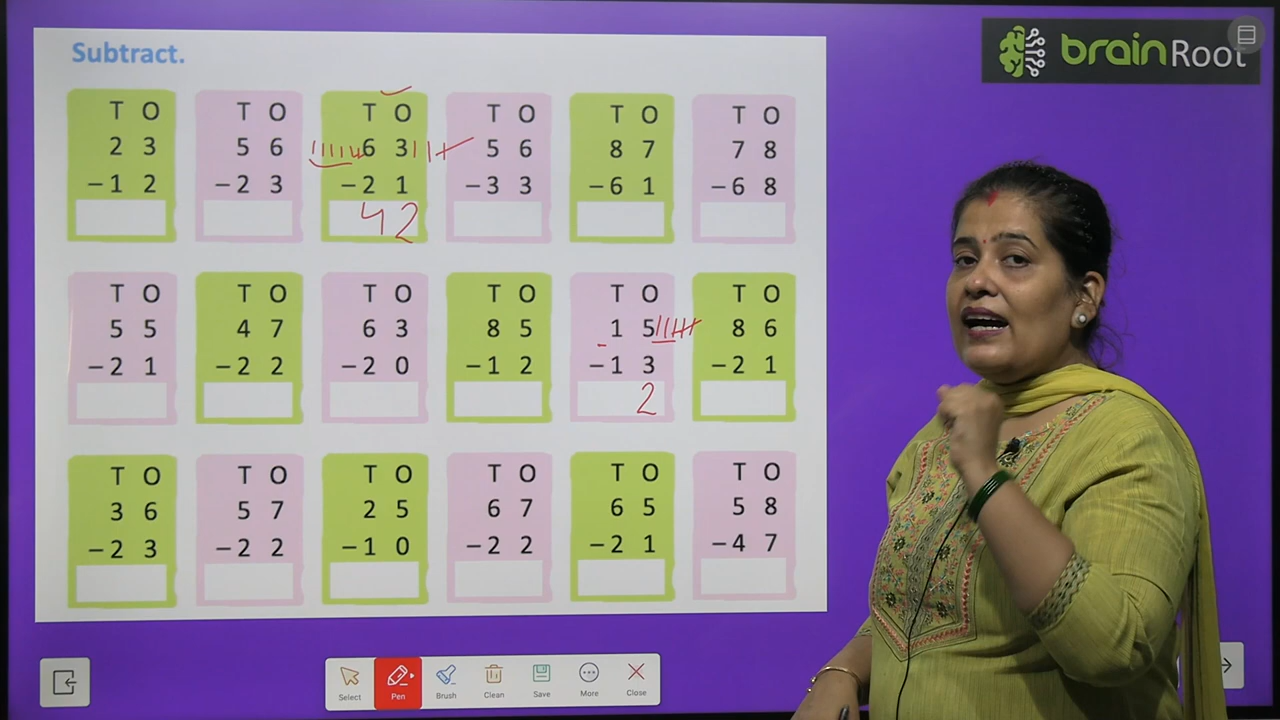 Subtract.
brainRoot
T O T O T O T O T O T O
2 3 5 6 6 3 5 6 8 7 7 8
−1 2 −2 3 −2 1 −3 3 −6 1 −6 8
42
T O T O T O T O T O T O
5 5 4 7 6 3 8 5 1 5 8 6
−2 1 −2 2 −2 0 −1 2 −1 3 −2 1
2
T O T O T O T O T O T O
3 6 5 7 2 5 6 7 6 5 5 8
−2 3 −2 2 −1 0 −2 2 −2 1 −4 7
Select Pen Brush Clean Save More Close